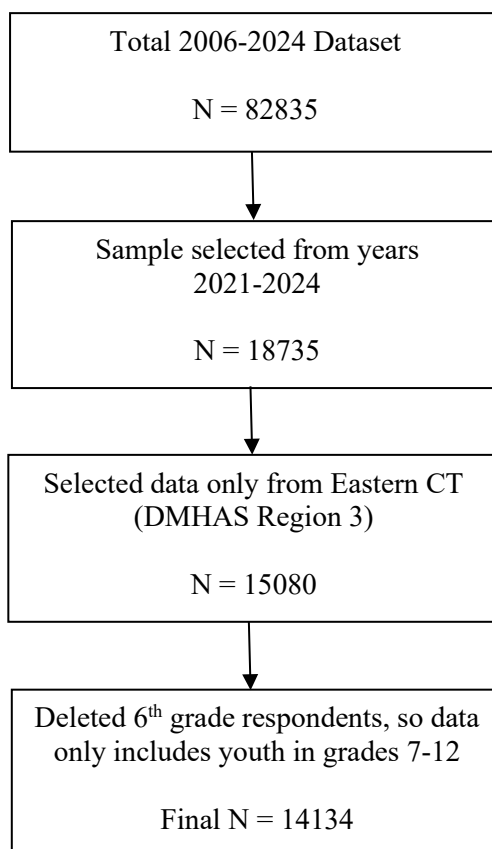 Total 2006-2024 Dataset
N = 82835
Sample selected from years
2021-2024
N = 18735
Selected data only from Eastern CT
(DMHAS Region 3)
N = 15080
Deleted 6th grade respondents, so data
only includes youth in grades 7-12
Final N = 14134